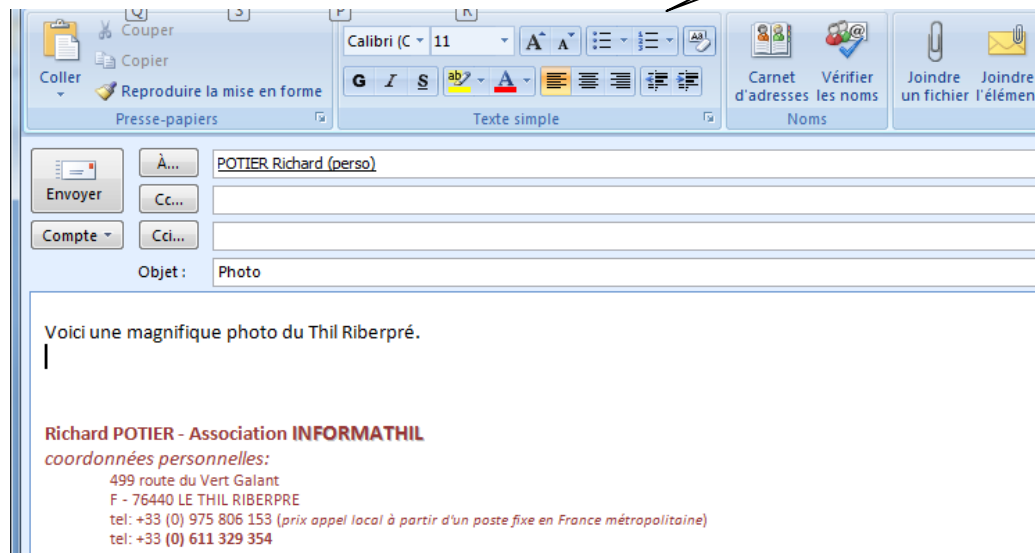 Q S P R
Couper
Copier
Coller
Reproduire la mise en forme
Presse-papiers
Calibri (C 11 A A
G I S ab A
Texte simple
Carnet d'adresses
Vérifier les noms
Noms
Joindre un fichier
Joindre l'élémen
Envoyer
À... POTIER Richard (perso)
Cc...
Compte
Cci...
Objet : Photo
Voici une magnifique photo du Thil Riberpré.
Richard POTIER - Association INFORMATHIL
coordonnées personnelles:
499 route du Vert Galant
F - 76440 LE THIL RIBERPRE
tel: +33 (0) 975 806 153 (prix appel local à partir d'un poste fixe en France métropolitaine)
tel: +33 (0) 611 329 354